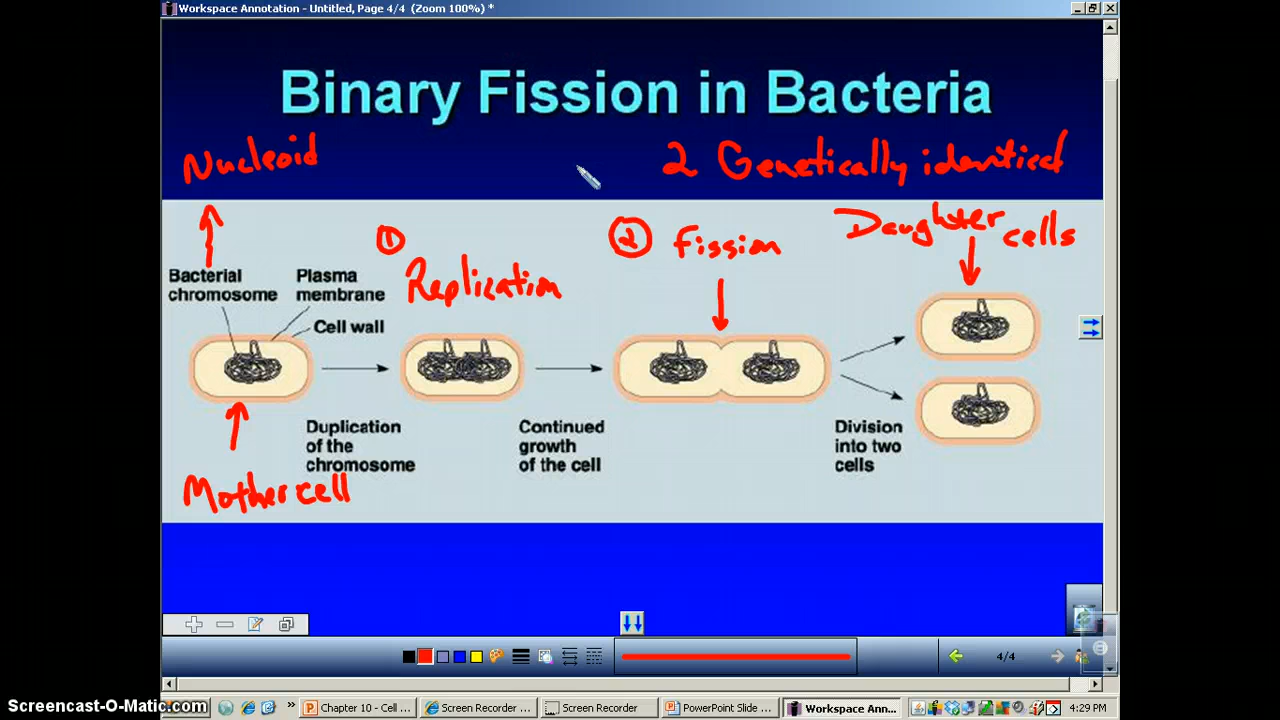 Workspace Annotation - Untitled, Page 4/4 (Zoom 100%) *
Binary Fission in Bacteria
Nucleoid
2 Genetically identical
Daughter cells
① Replication
② Fission
Bacterial
chromosome
Plasma
membrane
Cell wall
Duplication
of the
chromosome
Continued
growth
of the cell
Division
into two
cells
Mother cell
4/4
Screencast-O-Matic.com
Chapter 10 - Cell ...
Screen Recorder ...
Screen Recorder
PowerPoint Slide ...
Workspace Ann...
4:29 PM